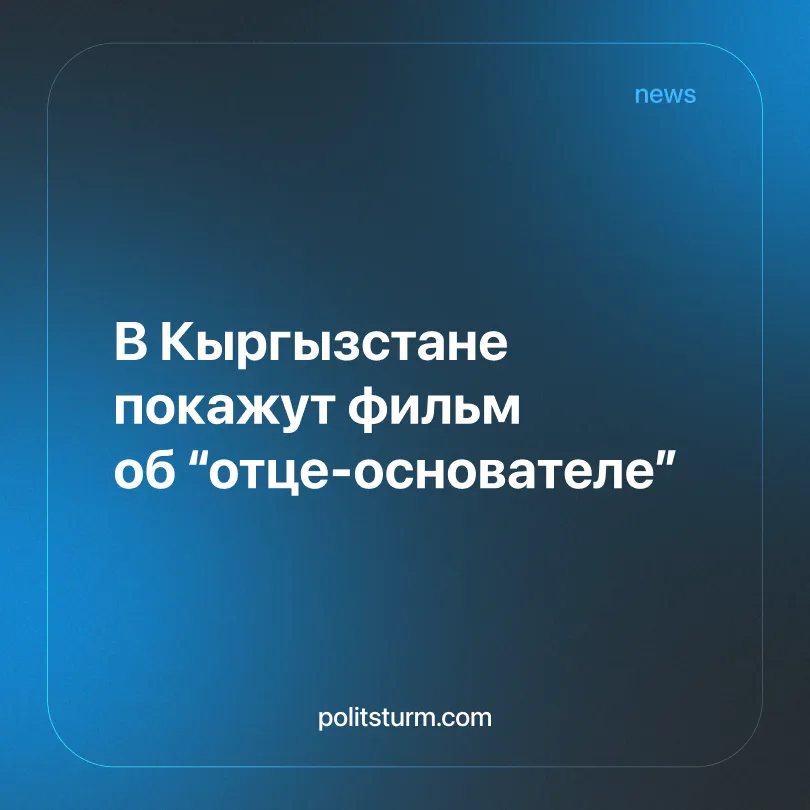 news
В Кыргызстане
покажут фильм
об “отце-основателе”
politsturm.com